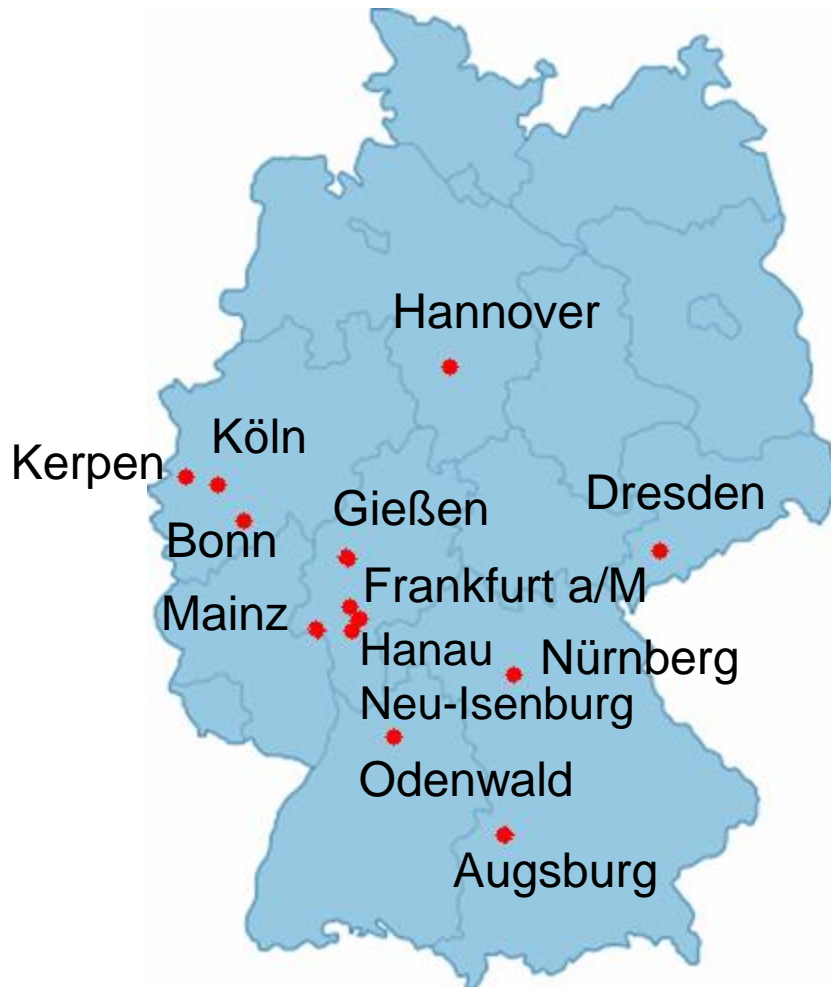 Hannover
Köln
Kerpen
Dresden
Gießen
Bonn
Frankfurt a/M
Mainz
Hanau
Nürnberg
Neu-Isenburg
Odenwald
Augsburg